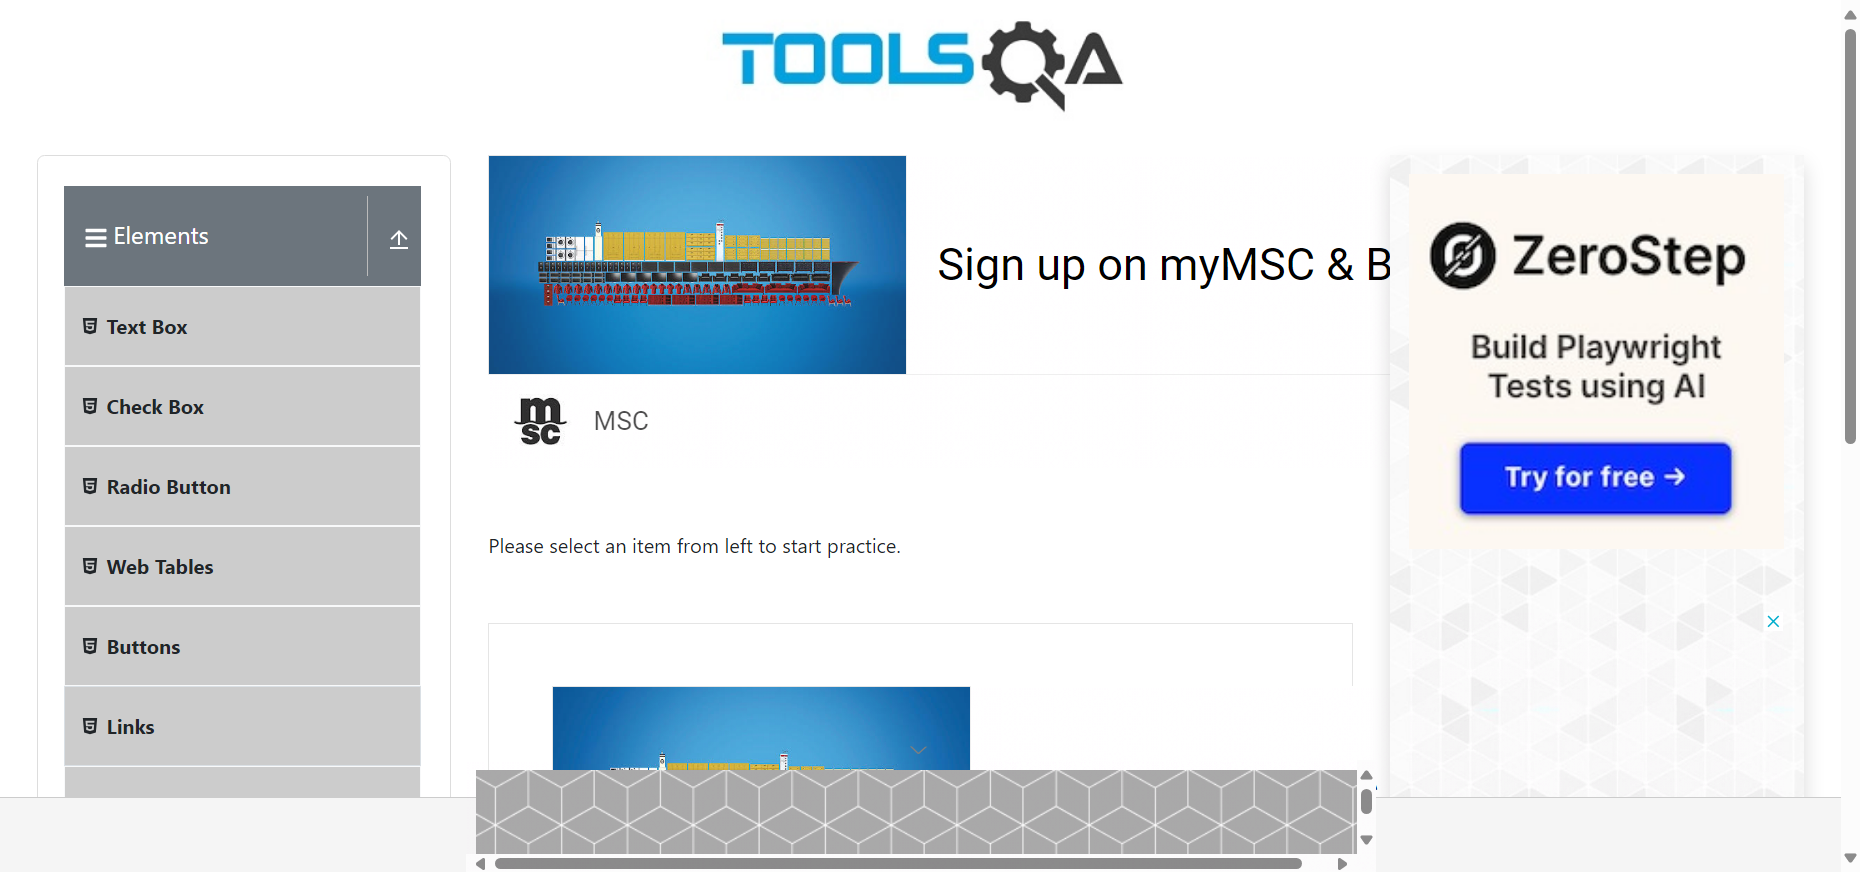 TOOLSQA
Elements
Text Box
Check Box
Radio Button
Web Tables
Buttons
Links
Sign up on myMSC & B
msc
MSC
Please select an item from left to start practice.
ZeroStep
Build Playwright
Tests using AI
Try for free →